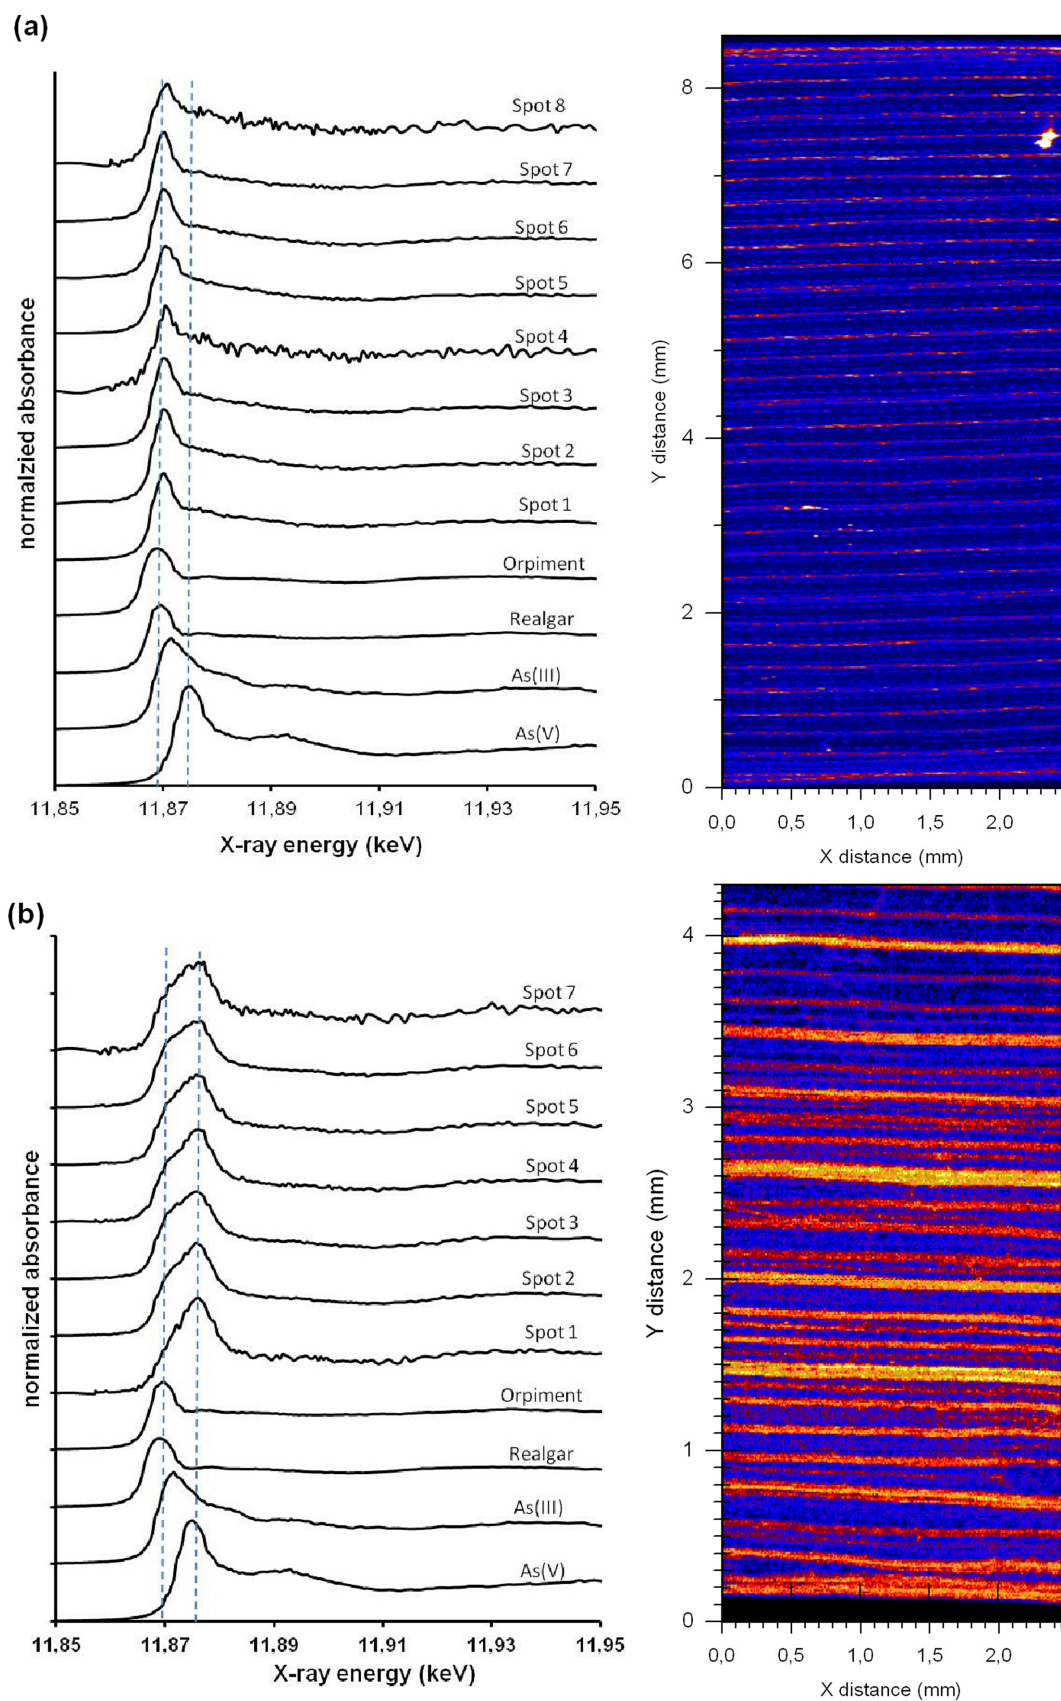 (a)
Spot 8
Spot 7
Spot 6
Spot 5
Spot 4
Spot 3
Spot 2
Spot 1
Orpiment
Realgar
As(III)
As(V)
normalzied absorbance
11,85 11,87 11,89 11,91 11,93 11,95
X-ray energy (keV)
8
6
4
2
0
Y distance (mm)
0,0 0,5 1,0 1,5 2,0
X distance (mm)
(b)
Spot 7
Spot 6
Spot 5
Spot 4
Spot 3
Spot 2
Spot 1
Orpiment
Realgar
As(III)
As(V)
normalized absorbance
11,85 11,87 11,89 11,91 11,93 11,95
X-ray energy (keV)
4
3
2
1
0
Y distance (mm)
0,0 0,5 1,0 1,5 2,0
X distance (mm)